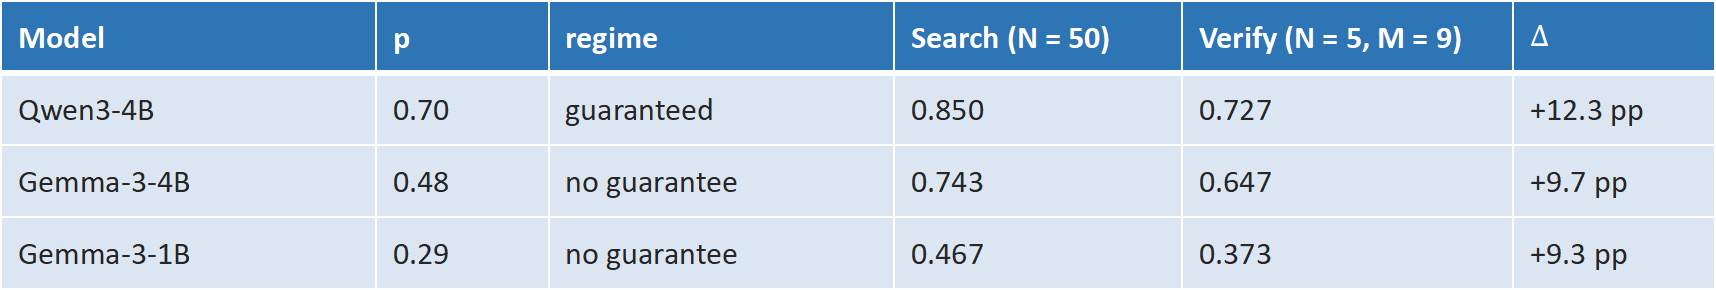 Model p regime Search (N = 50) Verify (N = 5, M = 9) Δ
Qwen3-4B 0.70 guaranteed 0.850 0.727 +12.3 pp
Gemma-3-4B 0.48 no guarantee 0.743 0.647 +9.7 pp
Gemma-3-1B 0.29 no guarantee 0.467 0.373 +9.3 pp